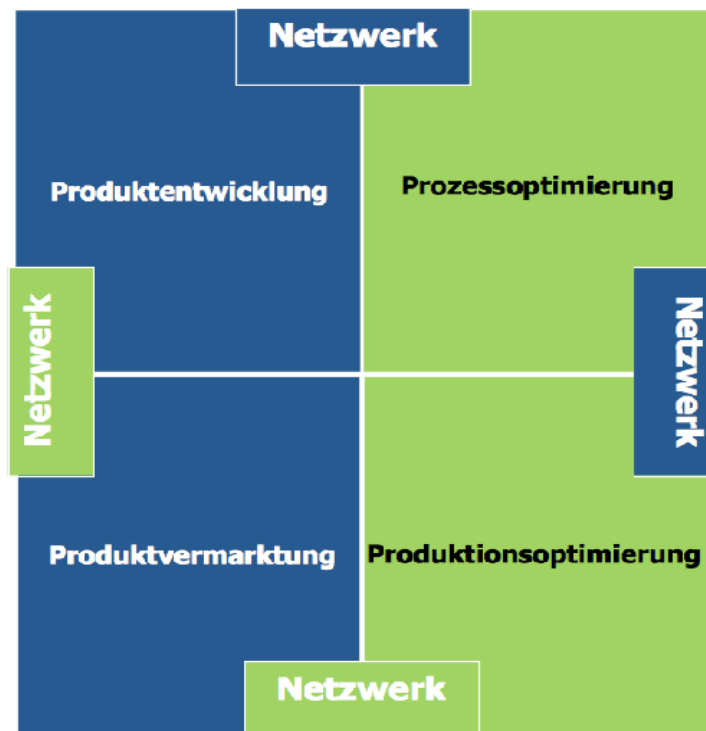 Netzwerk
Produktentwicklung
Prozessoptimierung
Netzwerk
Netzwerk
Produktvermarktung
Produktionsoptimierung
Netzwerk